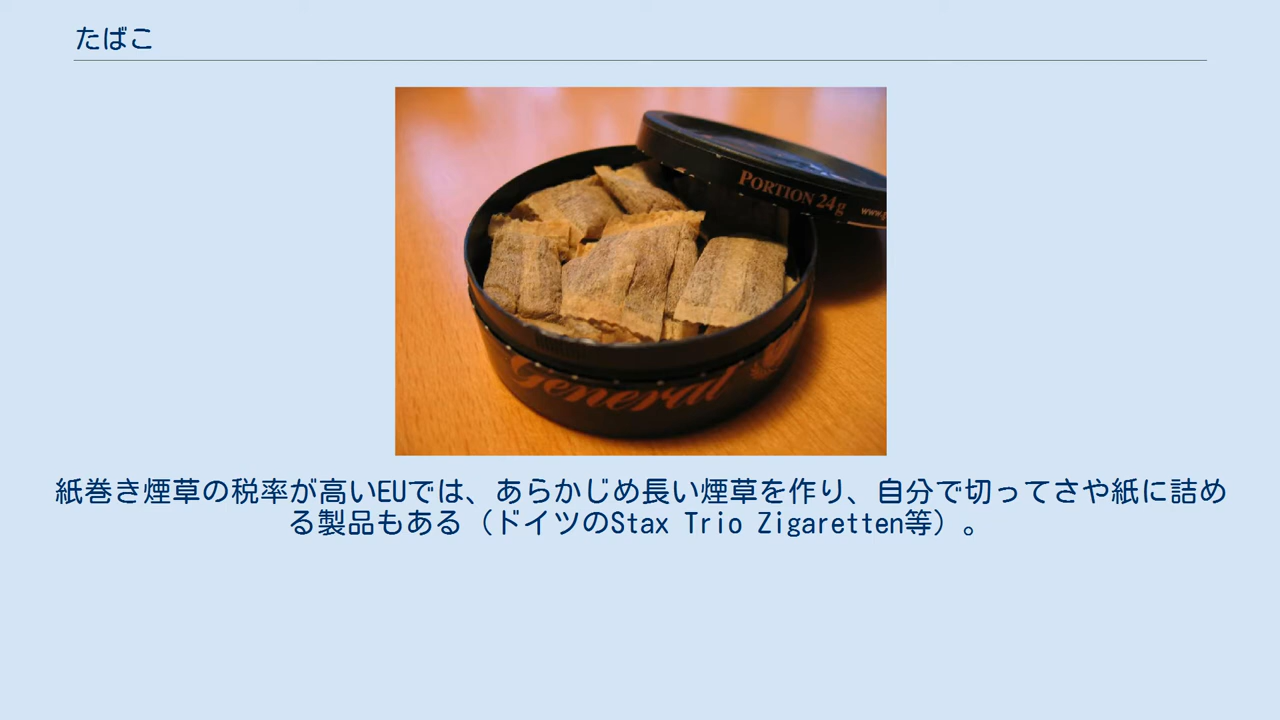 たばこ
PORTION 24g
General
紙巻き煙草の税率が高いEUでは、あらかじめ長い煙草を作り、自分で切ってさや紙に詰め
る製品もある（ドイツのStax Trio Zigaretten等）。